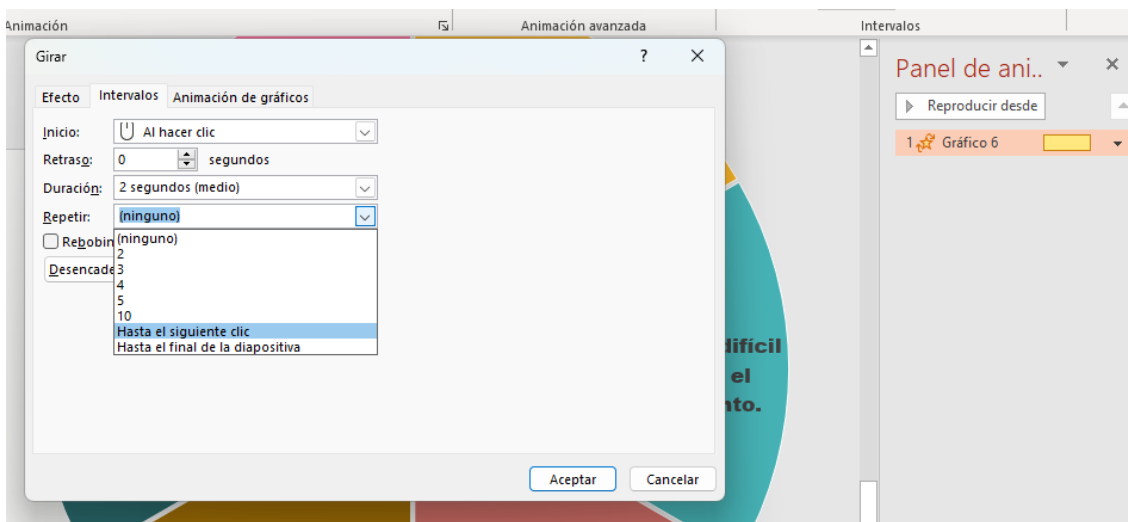 Animación
Animación avanzada
Intervalos
Girar
?
Efecto Intervalos Animación de gráficos
Inicio: Al hacer clic
Retraso: 0 segundos
Duración: 2 segundos (medio)
Repetir: (ninguno)
Rebobin (ninguno)
2
Desencade 3
4
5
10
Hasta el siguiente clic
Hasta el final de la diapositiva
Aceptar Cancelar
difícil
el
nto.
Panel de ani..
Reproducir desde
1 Gráfico 6